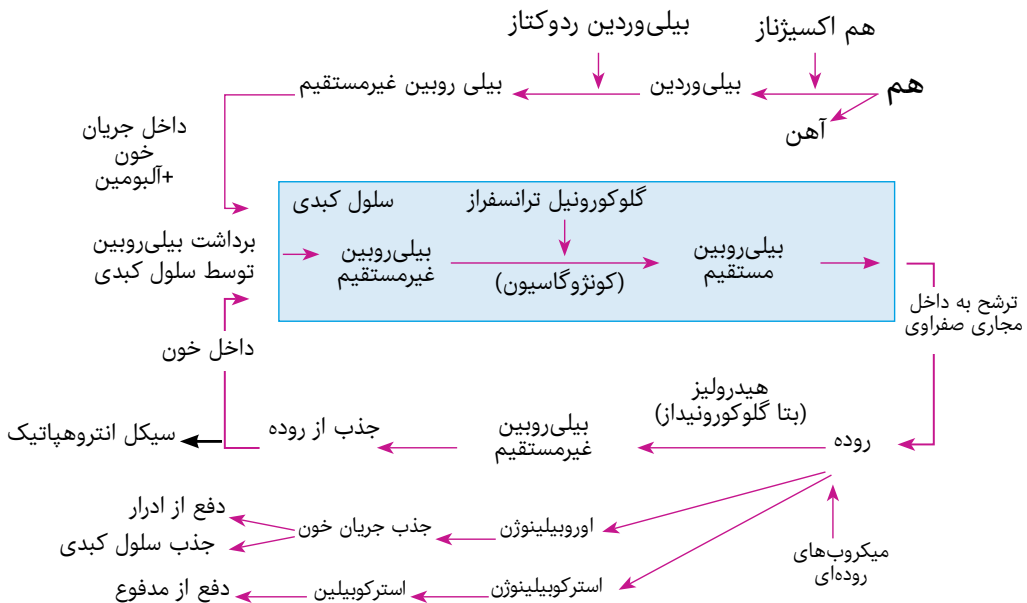 بیلی‌وردین ردوکتاز
هم اکسیژناز
هم
بیلی‌وردین
بیلی روبین غیرمستقیم
آهن
داخل جریان
خون
+آلبومین
سلول کبدی
گلوکورونیل ترانسفراز
برداشت بیلی‌روبین
توسط سلول کبدی
بیلی‌روبین
غیرمستقیم
(کونژوگاسیون)
بیلی‌روبین
مستقیم
ترشح به داخل
مجاری صفراوی
داخل خون
هیدرولیز
(بتا گلوکورونیداز)
روده
بیلی‌روبین
غیرمستقیم
جذب از روده
سیکل انتروهپاتیک
میکروب‌های
روده‌ای
اوروبیلینوژن
جذب جریان خون
دفع از ادرار
جذب سلول کبدی
استرکوبیلینوژن
استرکوبیلین
دفع از مدفوع